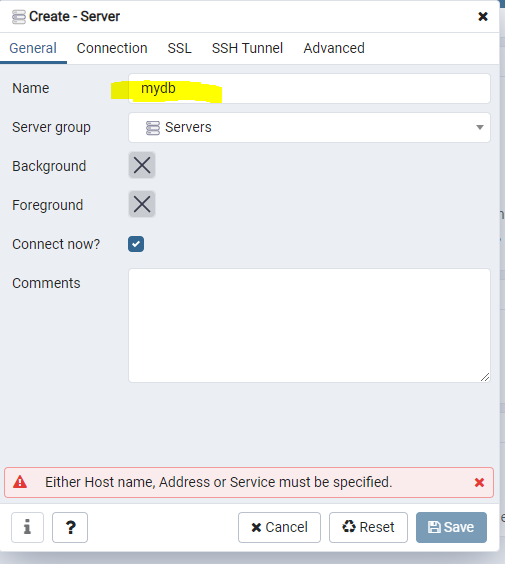 Create - Server
General Connection SSL SSH Tunnel Advanced
Name mydb
Server group Servers
Background
Foreground
Connect now?
Comments
Either Host name, Address or Service must be specified.
i ? Cancel Reset Save